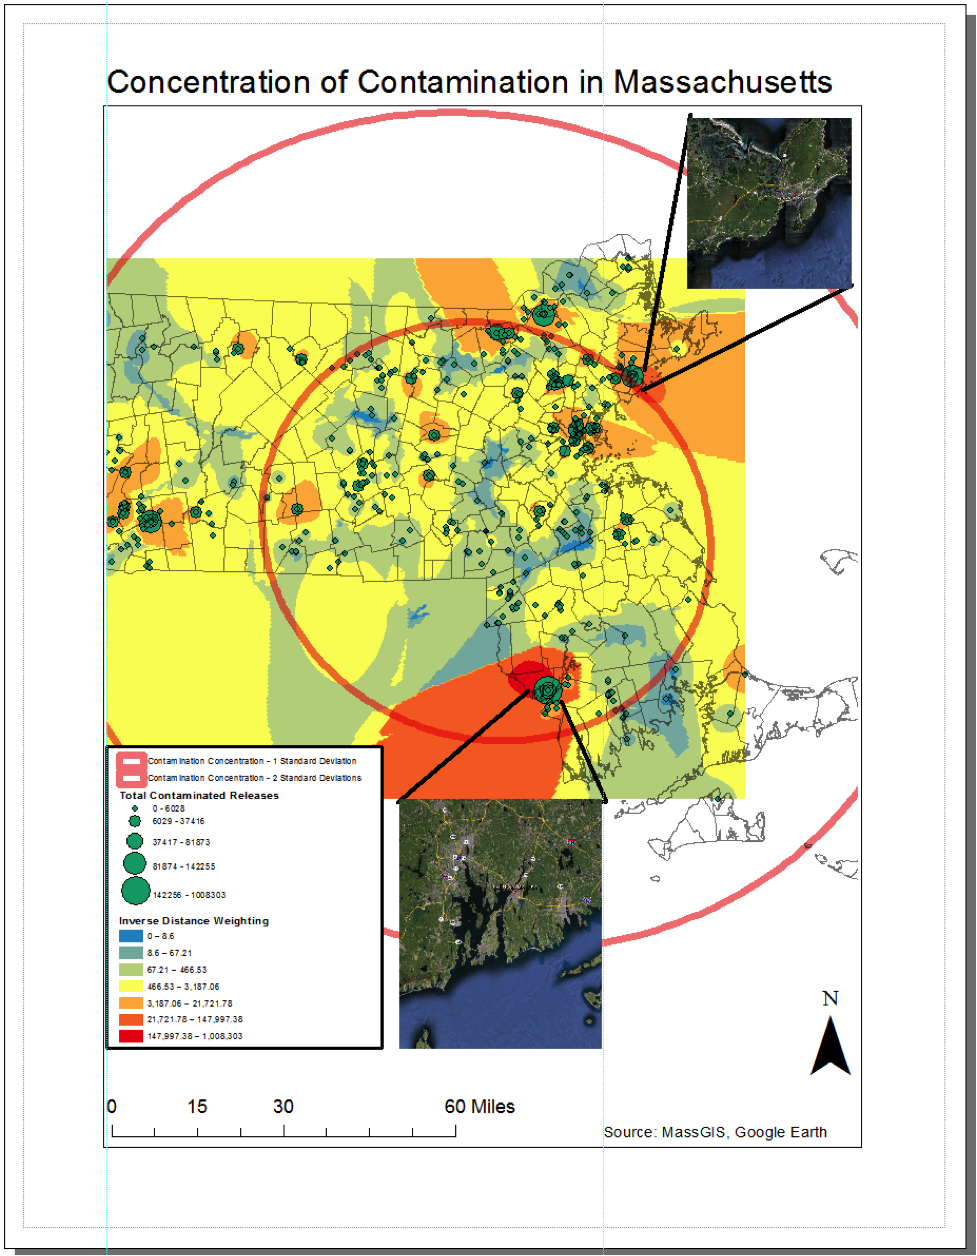 Concentration of Contamination in Massachusetts
Contamination Concentration - 1 Standard Deviation
Contamination Concentration - 2 Standard Deviations
Total Contaminated Releases
0 - 6028
6029 - 37416
37417 - 81873
81874 - 142255
142256 - 1008303
Inverse Distance Weighting
0 – 8.6
8.6 – 67.21
67.21 – 466.53
466.53 – 3,187.06
3,187.06 – 21,721.78
21,721.78 – 147,997.38
147,997.38 – 1,008,303
N
0 15 30 60 Miles
Source: MassGIS, Google Earth